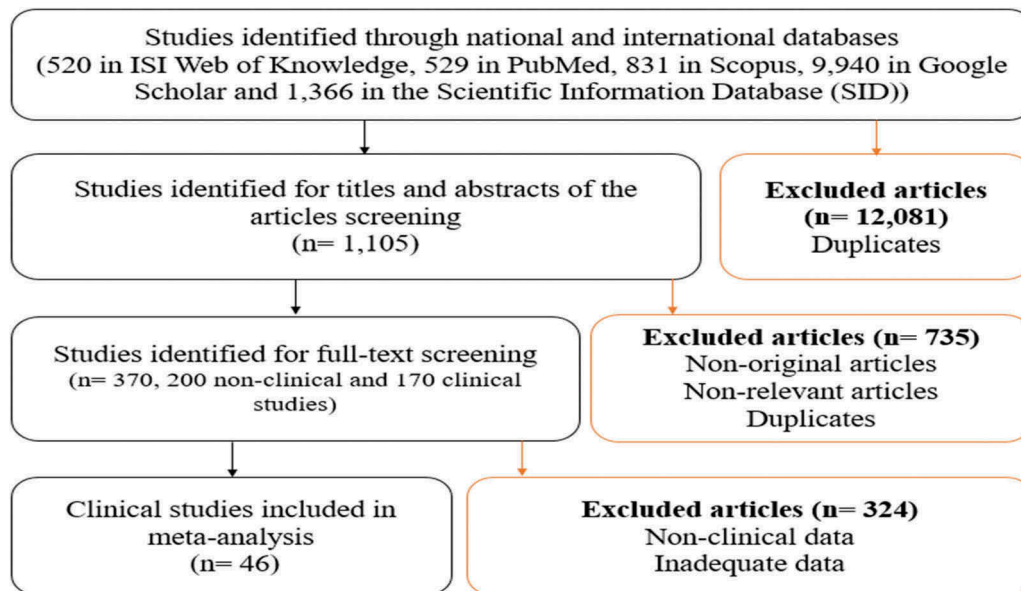 Studies identified through national and international databases
(520 in ISI Web of Knowledge, 529 in PubMed, 831 in Scopus, 9,940 in Google
Scholar and 1,366 in the Scientific Information Database (SID))
Studies identified for titles and abstracts of the
articles screening
(n= 1,105)
Excluded articles
(n= 12,081)
Duplicates
Studies identified for full-text screening
(n= 370, 200 non-clinical and 170 clinical
studies)
Excluded articles (n= 735)
Non-original articles
Non-relevant articles
Duplicates
Clinical studies included in
meta-analysis
(n= 46)
Excluded articles (n= 324)
Non-clinical data
Inadequate data